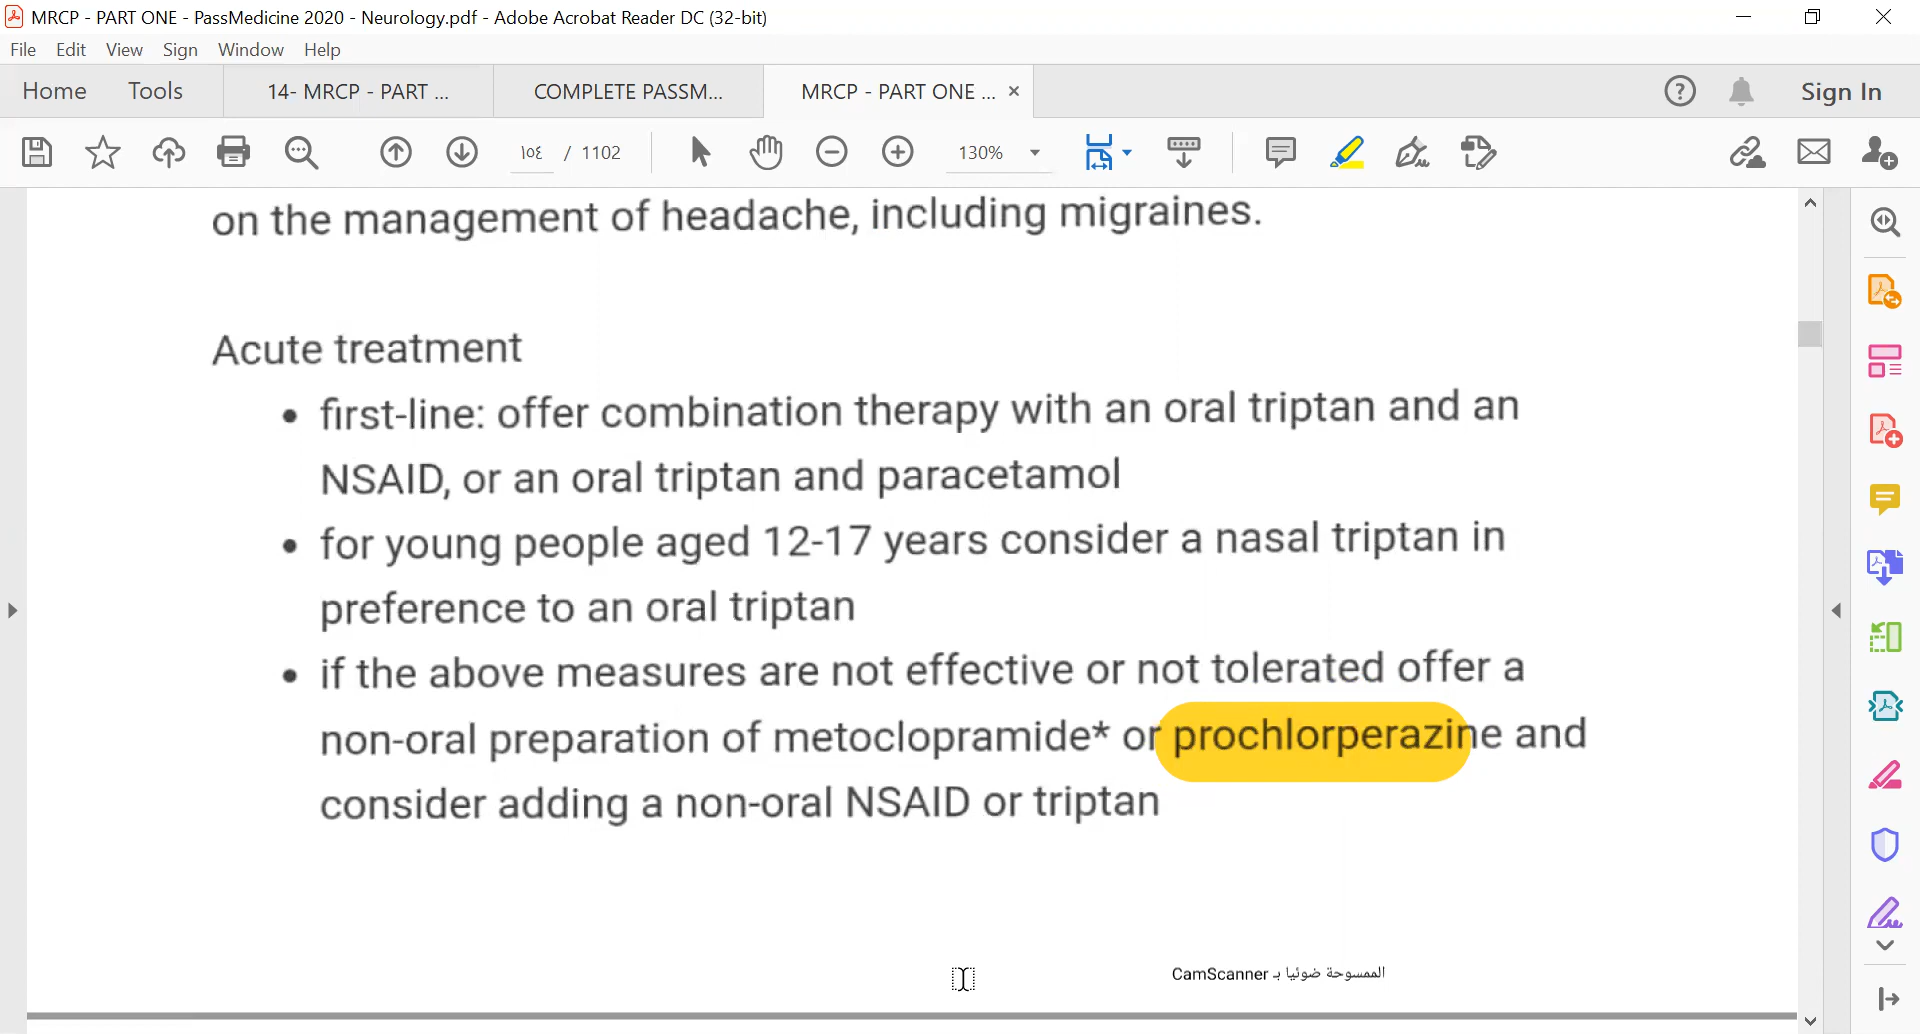 MRCP - PART ONE - PassMedicine 2020 - Neurology.pdf - Adobe Acrobat Reader DC (32-bit)
File Edit View Sign Window Help
Home Tools 14- MRCP - PART ... COMPLETE PASSM... MRCP - PART ONE ... × Sign In
١٥٤ / 1102 130%
on the management of headache, including migraines.
Acute treatment
• first-line: offer combination therapy with an oral triptan and an
NSAID, or an oral triptan and paracetamol
• for young people aged 12-17 years consider a nasal triptan in
preference to an oral triptan
• if the above measures are not effective or not tolerated offer a
non-oral preparation of metoclopramide* or prochlorperazine and
consider adding a non-oral NSAID or triptan
الممسوحة ضوئيا بـ CamScanner